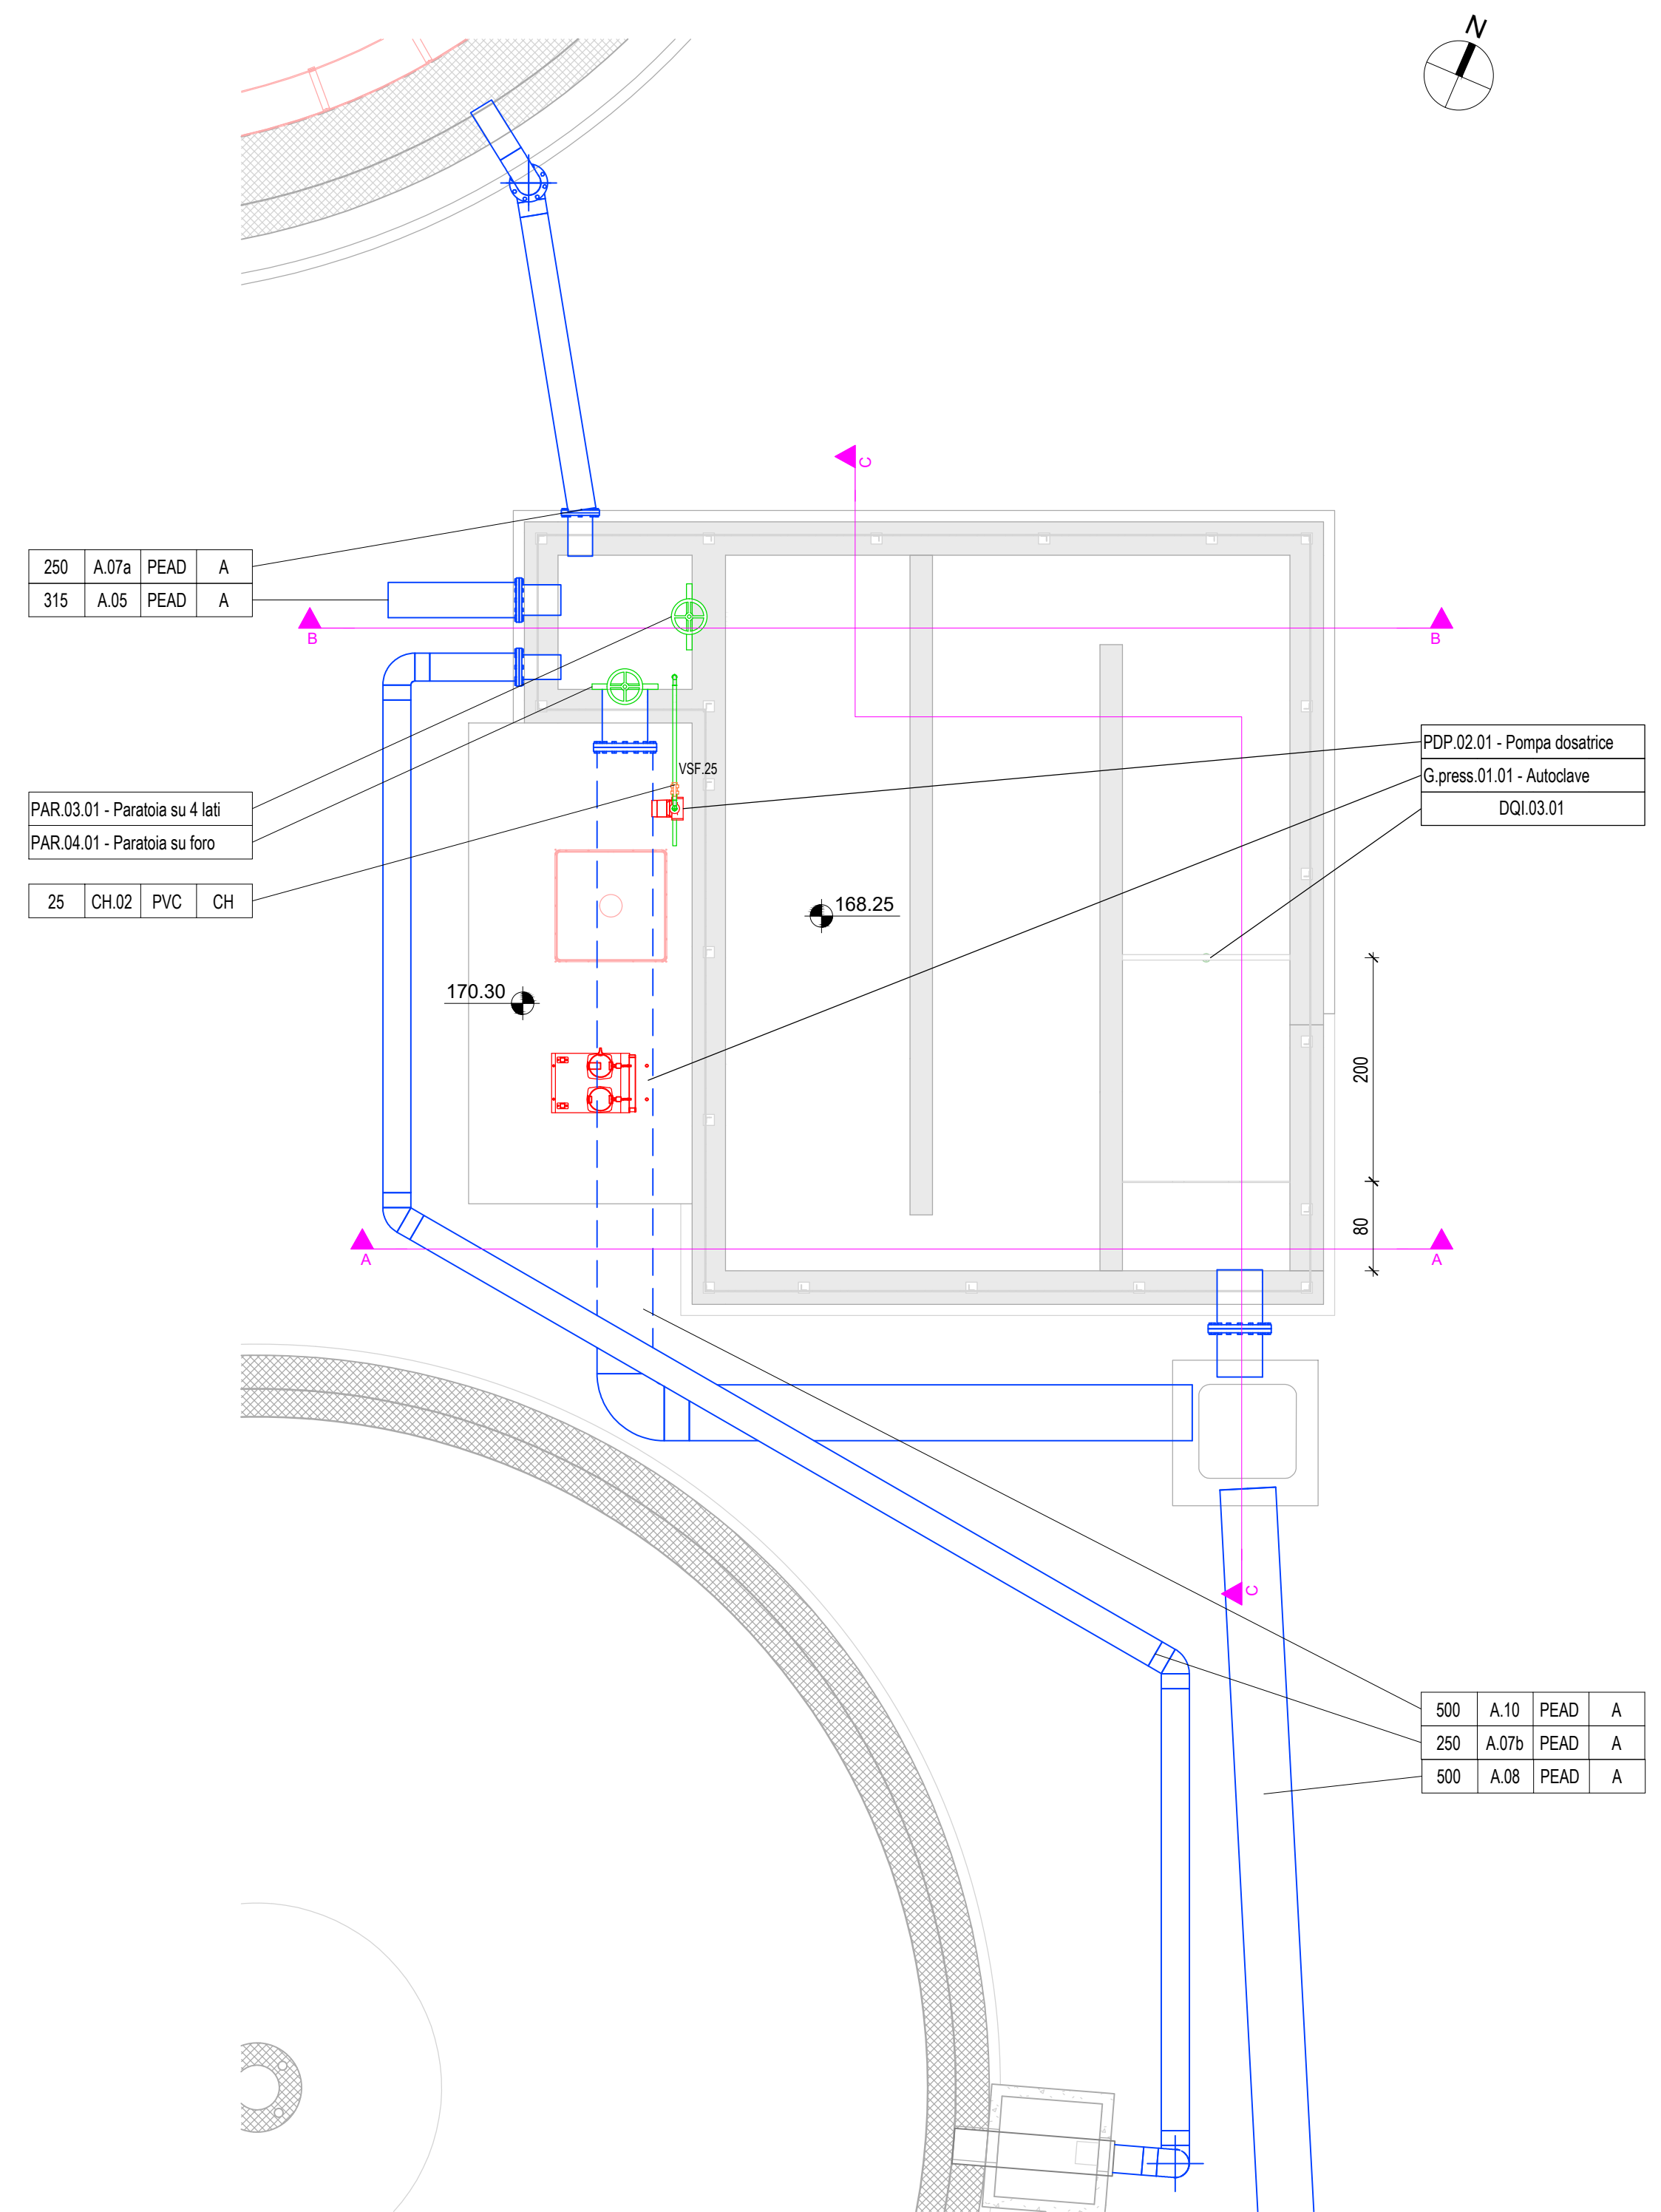 N
C
250 A.07a PEAD A
315 A.05 PEAD A
B B
PDP.02.01 - Pompa dosatrice
G.press.01.01 - Autoclave
DQI.03.01
VSF.25
PAR.03.01 - Paratoia su 4 lati
PAR.04.01 - Paratoia su foro
25 CH.02 PVC CH
168.25
170.30
200
80
A A
C
500 A.10 PEAD A
250 A.07b PEAD A
500 A.08 PEAD A